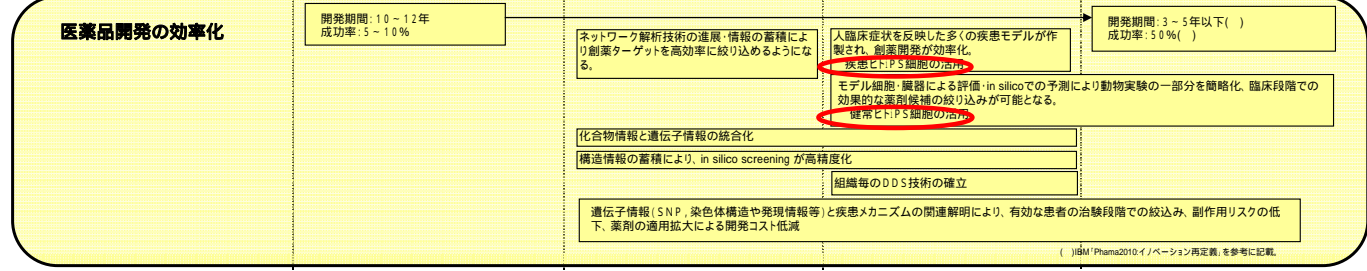 医薬品開発の効率化
開発期間:10~12年
成功率:5~10%
開発期間:3~5年以下( )
成功率:50%( )
ネットワーク解析技術の進展・情報の蓄積によ
り創薬ターゲットを高効率に絞り込めるようにな
る。
人臨床症状を反映した多くの疾患モデルが作
製され、創薬開発が効率化。
疾患ヒトiPS細胞の活用
モデル細胞・臓器による評価・in silicoでの予測により動物実験の一部分を簡略化、臨床段階での
効果的な薬剤候補の絞り込みが可能となる。
健常ヒトiPS細胞の活用
化合物情報と遺伝子情報の統合化
構造情報の蓄積により、in silico screening が高精度化
組織毎のDDS技術の確立
遺伝子情報(SNP,染色体構造や発現情報等)と疾患メカニズムの関連解明により、有効な患者の治験段階での絞込み、副作用リスクの低
下、薬剤の適用拡大による開発コスト低減
( )IBM「Phama2010:イノベーション再定義」を参考に記載。